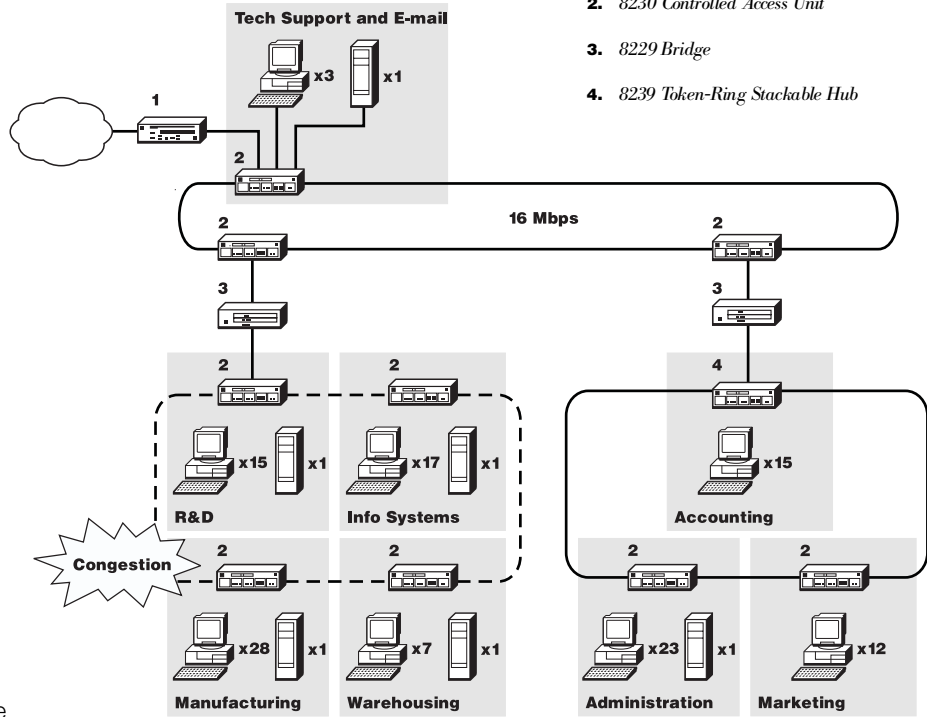 Tech Support and E-mail
2. 8230 Controlled Access Unit
3. 8229 Bridge
4. 8239 Token-Ring Stackable Hub
x3
x1
1
2
16 Mbps
2
2
3
3
2
2
4
x15
x1
x17
x1
x15
R&D
Info Systems
Accounting
Congestion
2
2
2
2
x28
x1
x7
x1
x23
x1
x12
Manufacturing
Warehousing
Administration
Marketing